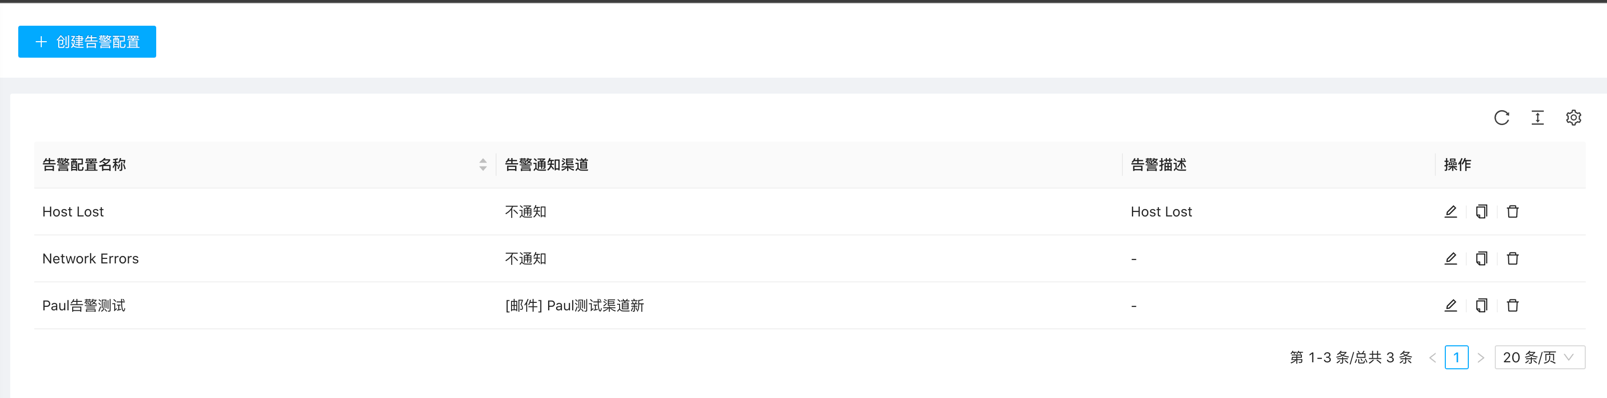 创建告警配置
告警配置名称 告警通知渠道 告警描述 操作
Host Lost 不通知 Host Lost
Network Errors 不通知 -
Paul告警测试 [邮件] Paul测试渠道新 -
第 1-3 条/总共 3 条 1 20 条/页